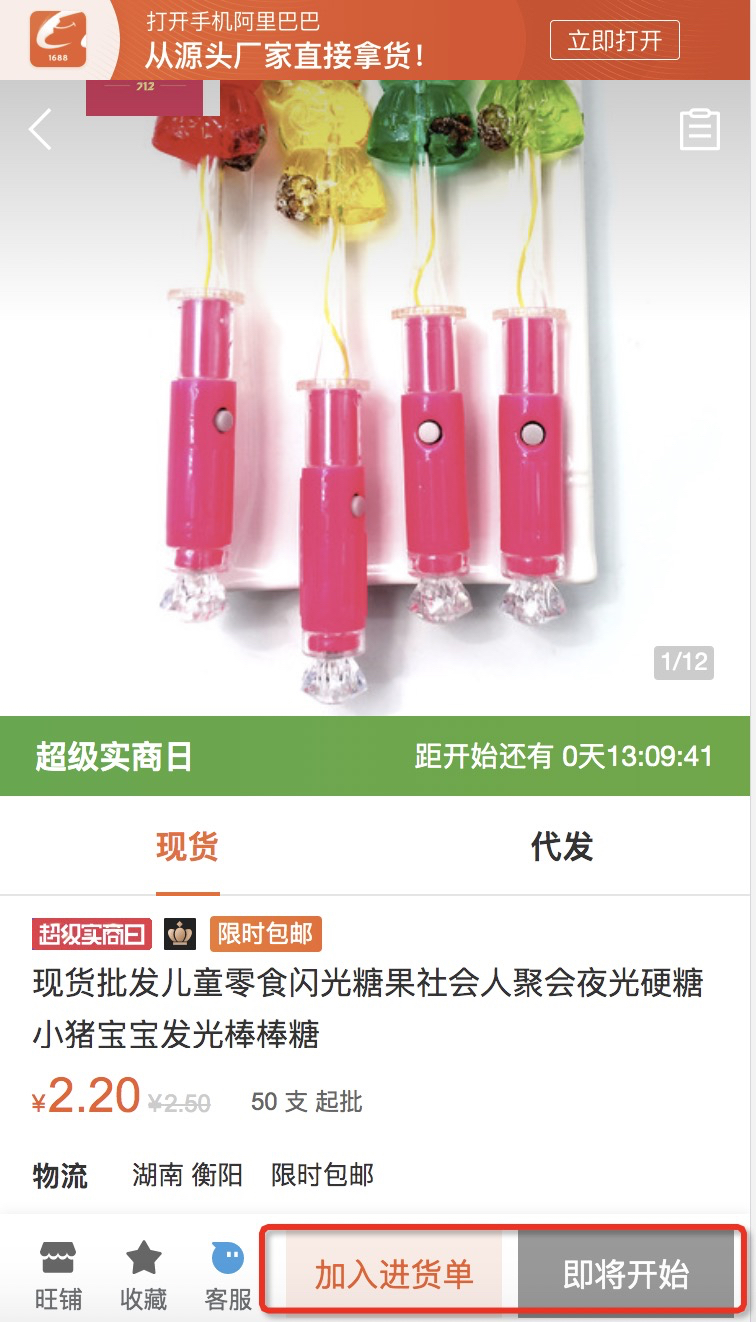 打开手机阿里巴巴
从源头厂家直接拿货!
立即打开
1688
212
1/12
超级实商日
距开始还有 0天13:09:41
现货
代发
超级实商日
限时包邮
现货批发儿童零食闪光糖果社会人聚会夜光硬糖
小猪宝宝发光棒棒糖
¥2.20 ¥2.50 50 支 起批
物流 湖南 衡阳 限时包邮
旺铺
收藏
客服
加入进货单
即将开始